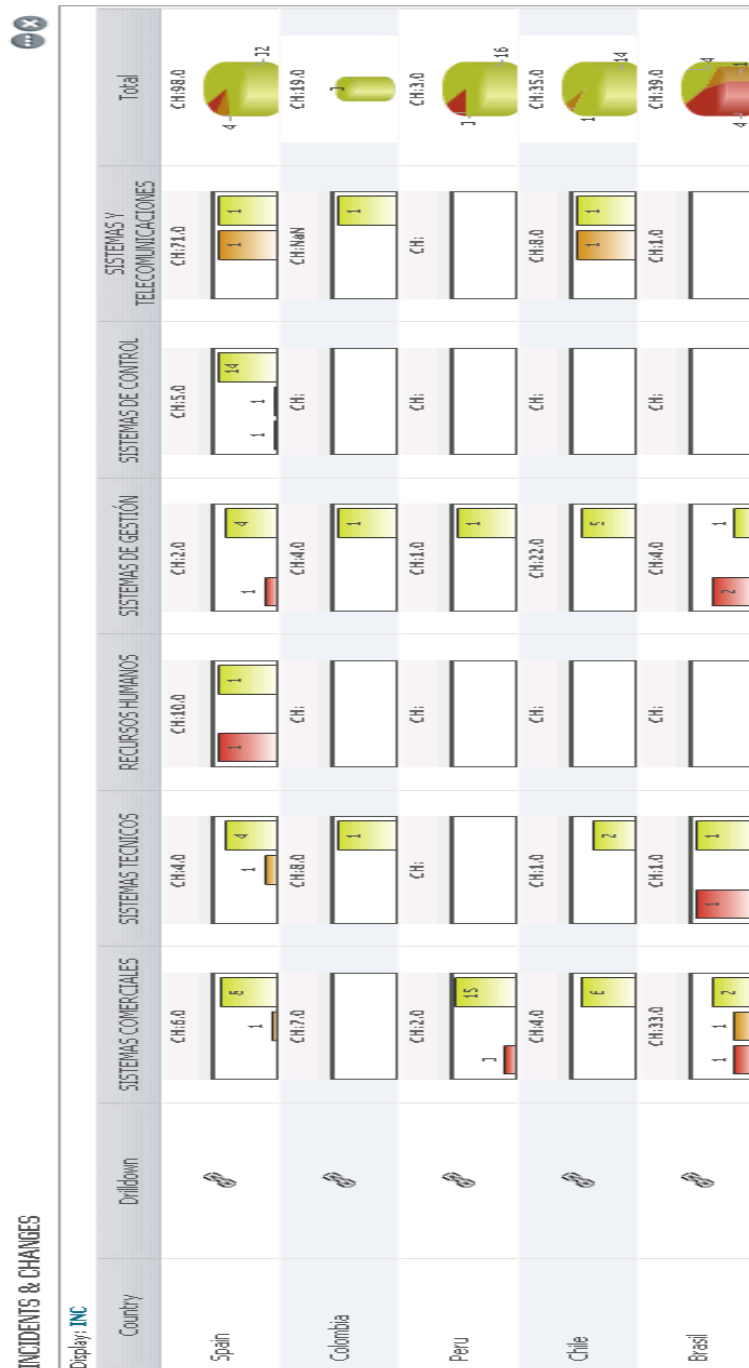 INCIDENTS & CHANGES
Display: INC
Country Drilldown SISTEMAS COMERCIALES SISTEMAS TECNICOS RECURSOS HUMANOS SISTEMAS DE GESTIÓN SISTEMAS DE CONTROL SISTEMAS Y TELECOMUNICACIONES Total
Spain CH:6.0 CH:4.0 CH:10.0 CH:2.0 CH:5.0 CH:71.0 CH:98.0
1 1 4 1 1 1 4 1 1 14 1 1 4 32
Colombia CH:7.0 CH:8.0 CH: CH:4.0 CH: CH:NaN CH:19.0
1 1 1 3
Peru CH:2.0 CH: CH: CH:1.0 CH: CH: CH:3.0
3 15 1 3 16
Chile CH:4.0 CH:1.0 CH: CH:22.0 CH: CH:8.0 CH:35.0
6 2 5 1 1 1 14
Brasil CH:33.0 CH:1.0 CH: CH:4.0 CH: CH:1.0 CH:39.0
1 1 2 1 1 2 1 4 1 4